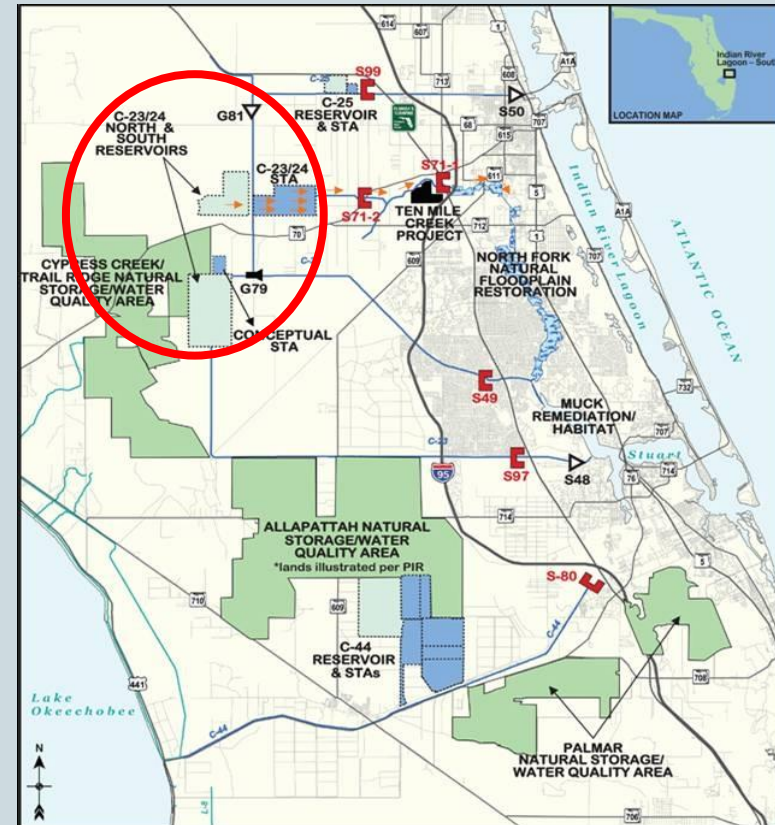 614
607
1
A1A
608
713
C-25
S99
707
C-25
RESERVOIR
& STA
68
615
S50
G81
C-23/24
NORTH &
SOUTH
RESERVOIRS
C-23/24
STA
S71-1
611
S71-2
TEN MILE
CREEK
PROJECT
5
1
A1A
712
70
609
707
CYPRESS CREEK/
TRAIL RIDGE NATURAL
STORAGE/WATER
QUALITY AREA
G79
CONCEPTUAL
STA
NORTH FORK
NATURAL
FLOODPLAIN
RESTORATION
Indian River Lagoon
ATLANTIC OCEAN
S49
732
MUCK
REMEDIATION/
HABITAT
707
C-23
Stuart
S97
S48
76
714
95
714
ALLAPATTAH NATURAL
STORAGE/WATER
QUALITY AREA
*lands illustrated per PIR
5
1
S-80
710
609
C-44
C-44
RESERVOIR
& STAs
708
441
Lake
Okeechobee
C-44
PALMAR
NATURAL STORAGE/
WATER QUALITY AREA
N
L-8
706
Indian River
Lagoon – South
LOCATION MAP